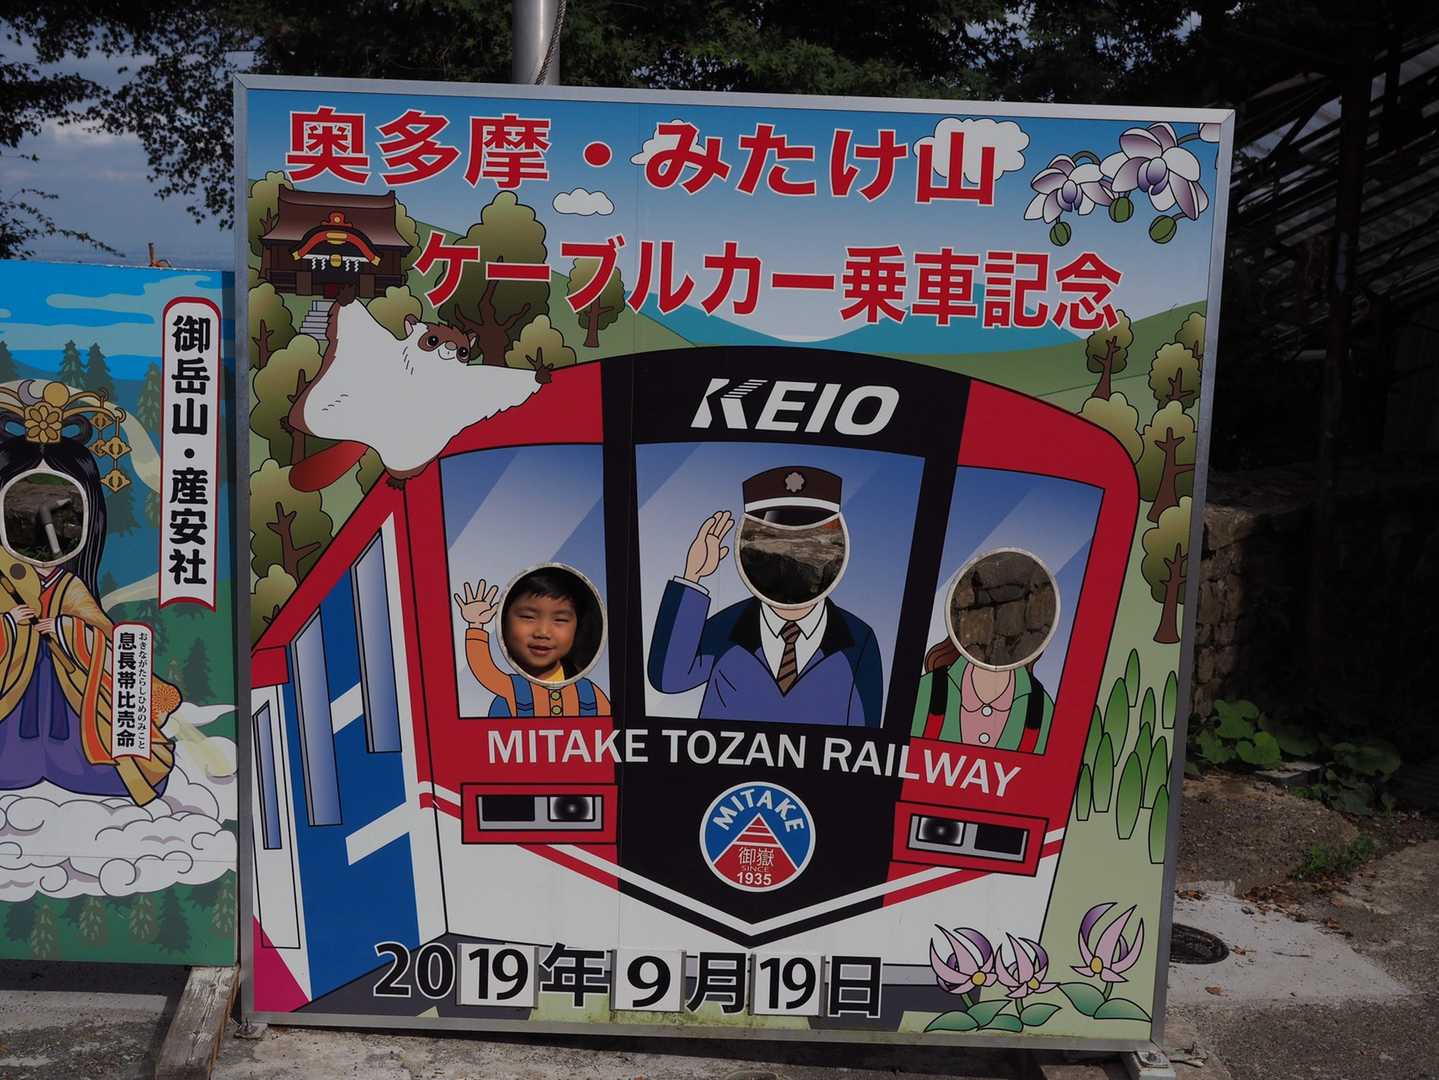 奥多摩・みたけ山
ケーブルカー乗車記念
KEIO
MITAKE TOZAN RAILWAY
MITAKE
御嶽
SINCE
1935
2019年9月19日
御岳山・産安社
おきながたらしひめのみこと
息長帯比売命